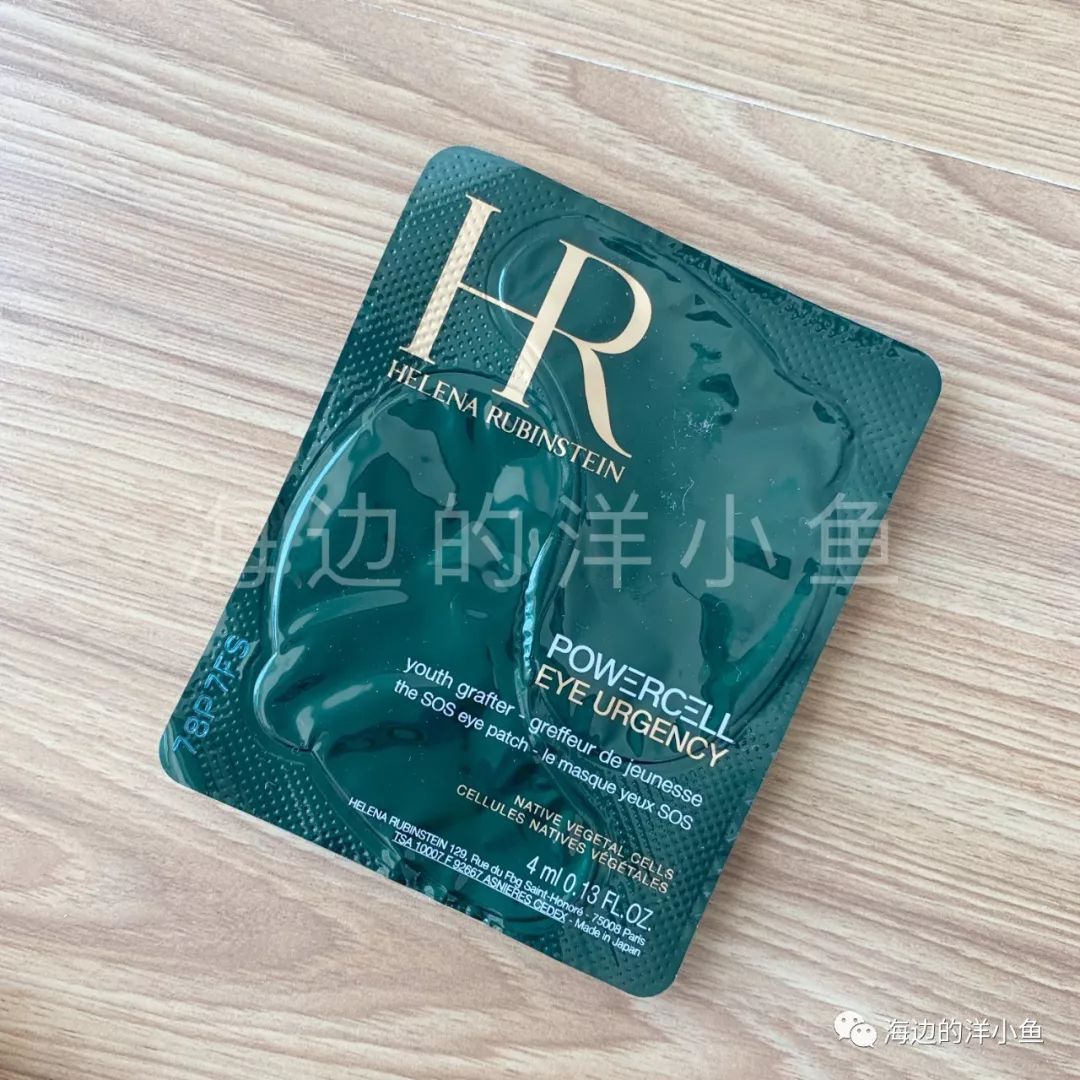 HR
HELENA RUBINSTEIN
海边的洋小鱼
POWERCELL
EYE URGENCY
youth grafter - greffeur de jeunesse
the SOS eye patch - le masque yeux SOS
NATIVE VEGETAL CELLS
CELLULES NATIVES VÉGÉTALES
4 ml 0.13 FL.OZ.
HELENA RUBINSTEIN 129, Rue du Fbg Saint-Honoré - 75008 Paris
TSA 10007 F 92667 ASNIERES CEDEX - Made in Japan
78P7FS
海边的洋小鱼